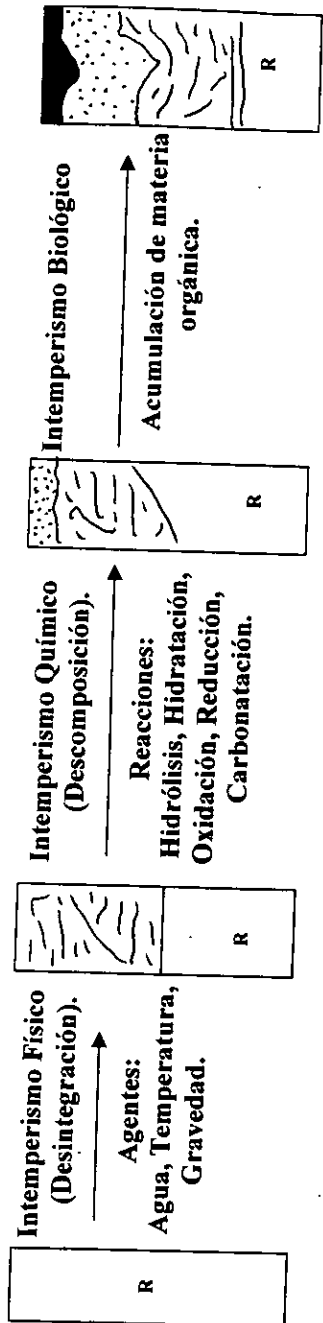 R
Intemperismo Físico
(Desintegración).
Agentes:
Agua, Temperatura,
Gravedad.
R
Intemperismo Químico
(Descomposición).
Reacciones:
Hidrólisis, Hidratación,
Oxidación, Reducción,
Carbonatación.
R
Intemperismo Biológico
Acumulación de materia
orgánica.
R